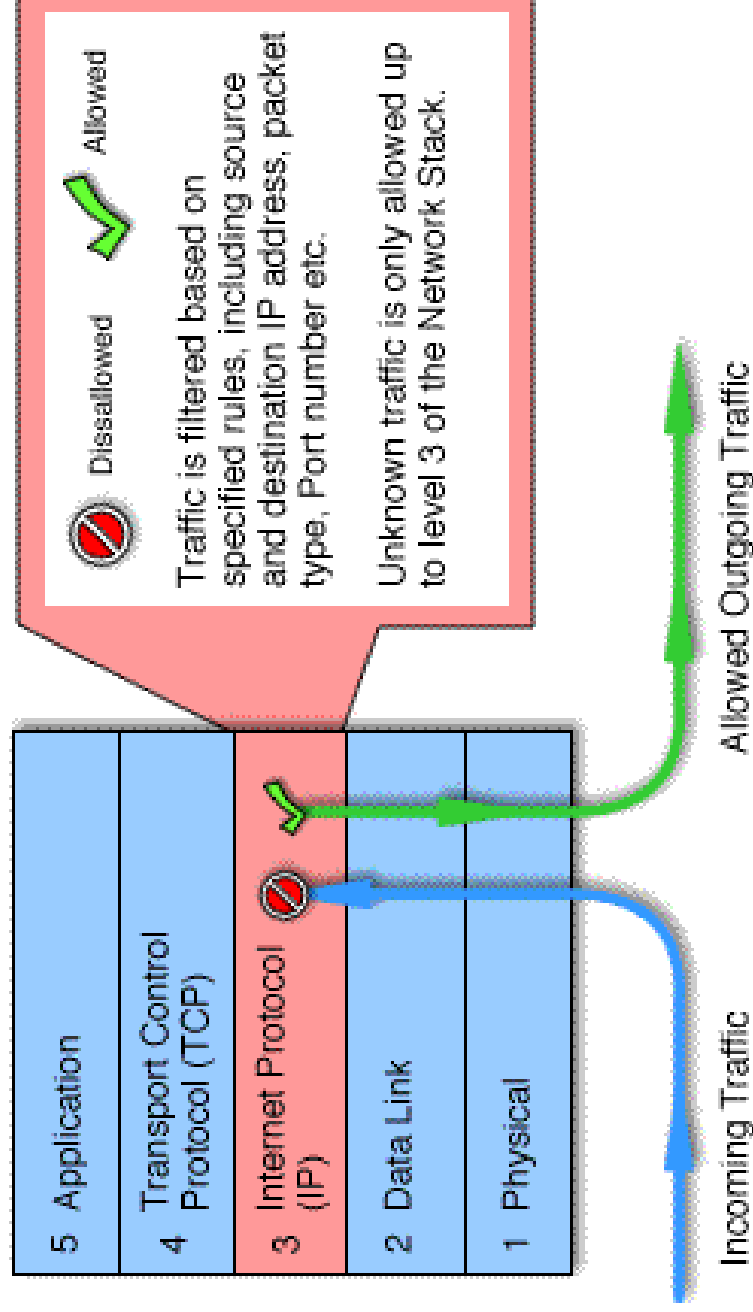 5 Application
4 Transport Control
Protocol (TCP)
3 Internet Protocol
(IP)
2 Data Link
1 Physical
Incoming Traffic
Allowed Outgoing Traffic
Dissallowed
Allowed
Traffic is filtered based on
specified rules, including source
and destination IP address, packet
type, Port number etc.
Unknown traffic is only allowed up
to level 3 of the Network Stack.